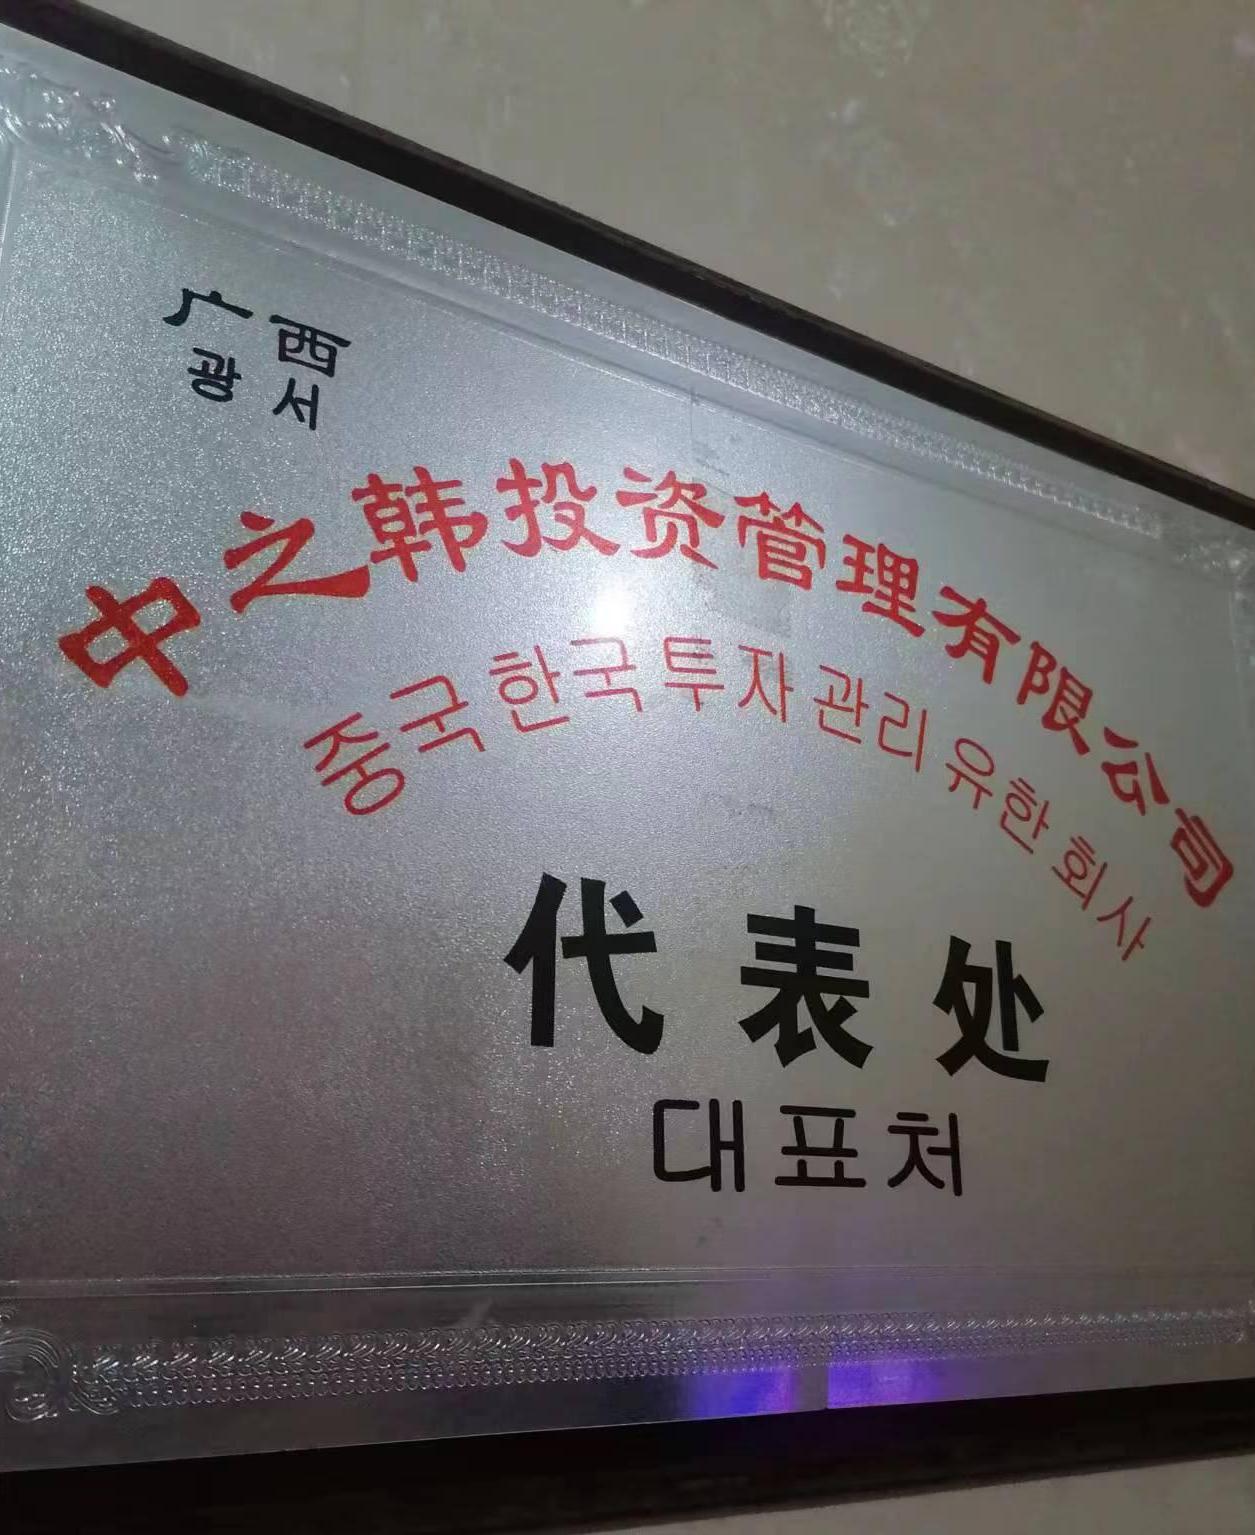 广西
광서
中之韩投资管理有限公司
중국한국투자관리유한회사
代表处
대표처